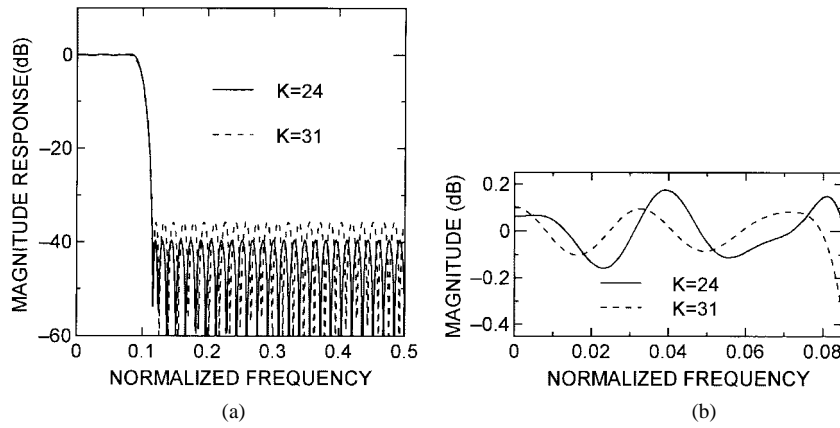 MAGNITUDE RESPONSE(dB)
0
−20
−40
−60
K=24
K=31
0
0.1
0.2
0.3
0.4
0.5
NORMALIZED FREQUENCY
(a)
MAGNITUDE (dB)
0.2
0
−0.2
−0.4
K=24
K=31
0
0.02
0.04
0.06
0.08
NORMALIZED FREQUENCY
(b)